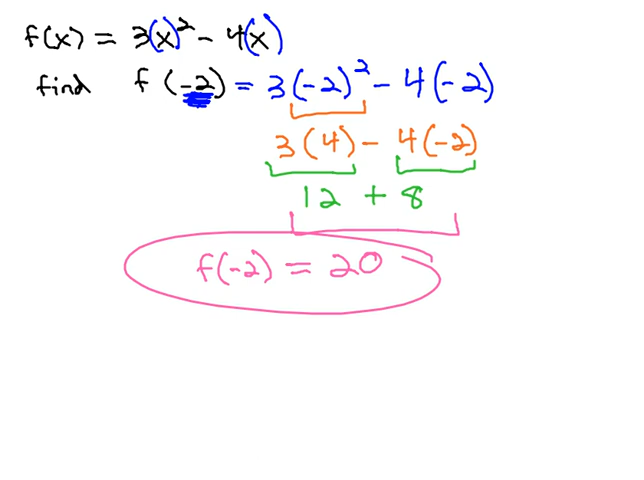 f(x) = 3(x)² - 4(x)
find f(-2) = 3(-2)² - 4(-2)
3(4) - 4(-2)
12 + 8
f(-2) = 20